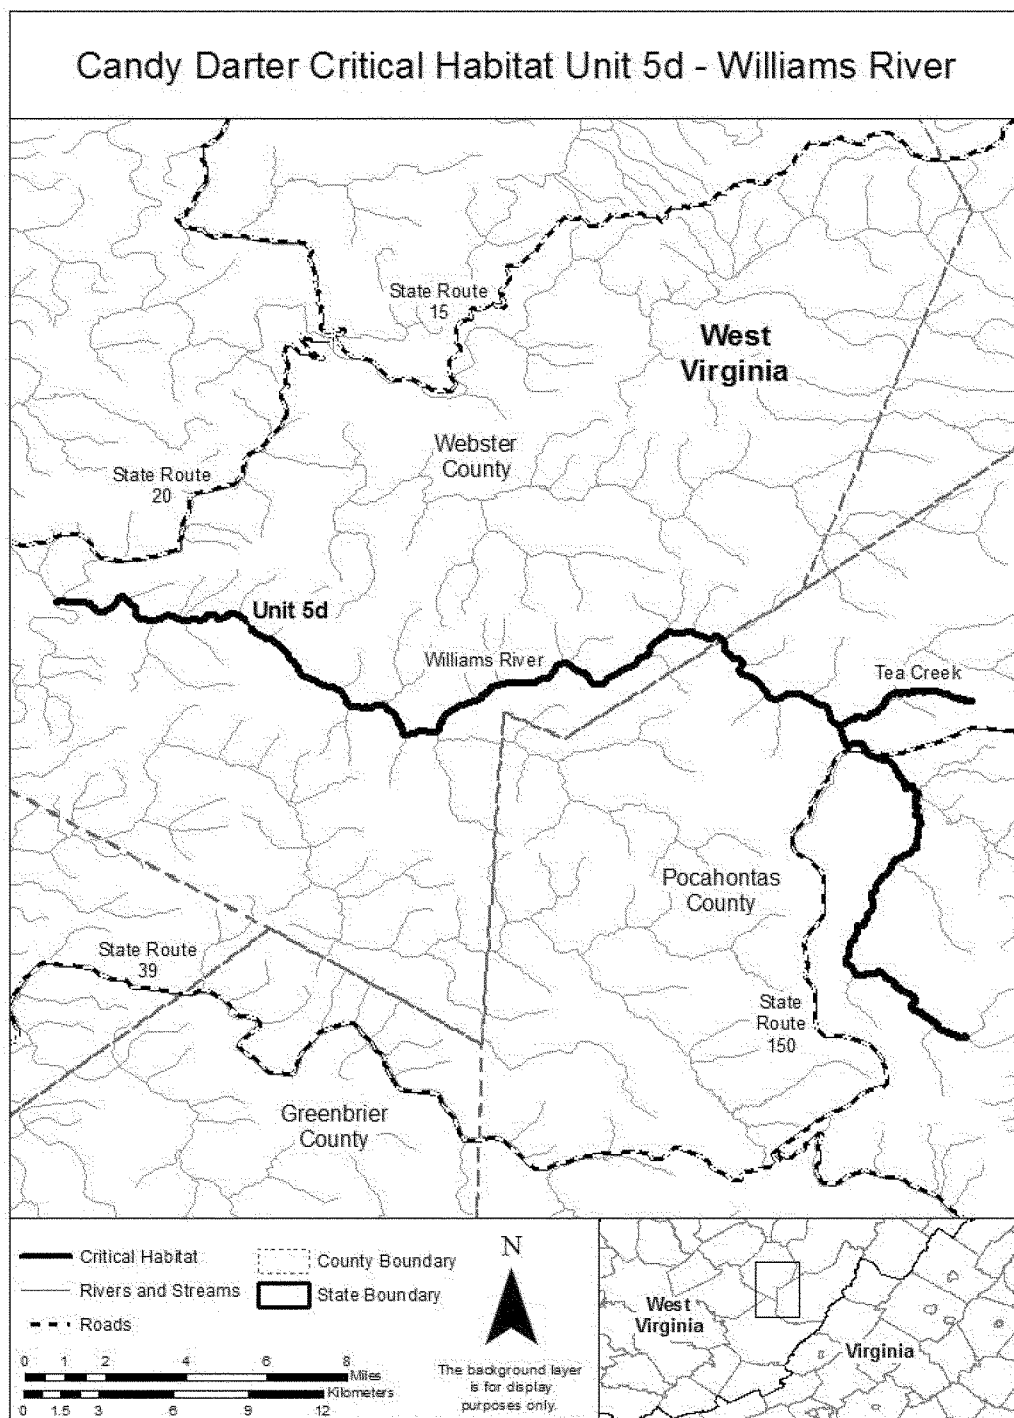 Candy Darter Critical Habitat Unit 5d - Williams River
State Route
15
West
Virginia
Webster
County
State Route
20
Unit 5d
Williams River
Tea Creek
Pocahontas
County
State Route
39
State
Route
150
Greenbrier
County
Critical Habitat
Rivers and Streams
Roads
County Boundary
State Boundary
0 1 2 4 6 8
Miles
Kilometers
0 1.5 3 6 9 12
N
The background layer
is for display
purposes only.
West
Virginia
Virginia